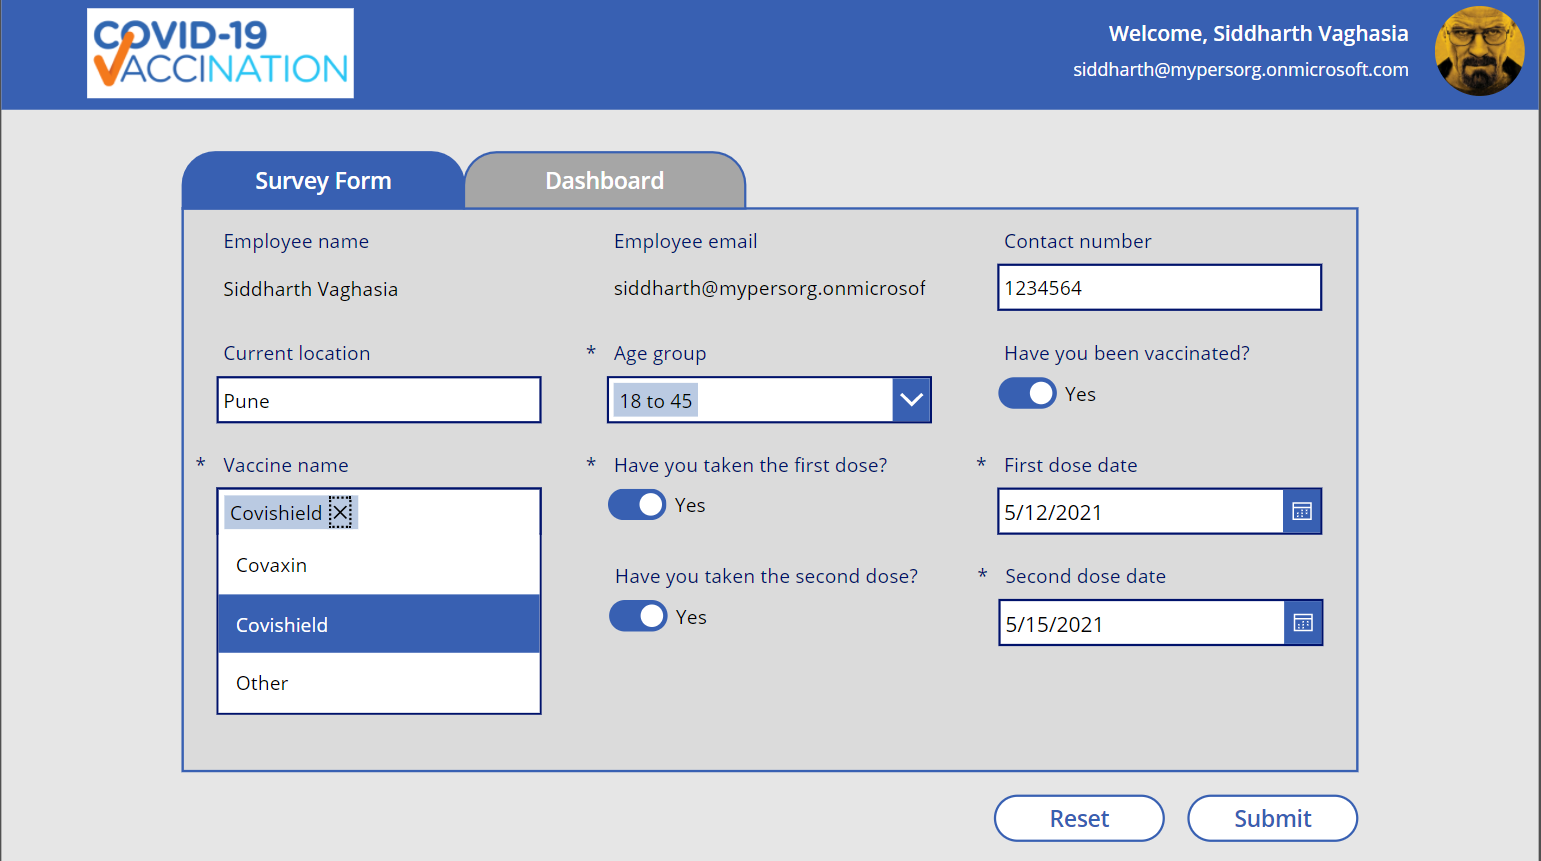 COVID-19
VACCINATION
Welcome, Siddharth Vaghasia
siddharth@mypersorg.onmicrosoft.com
Survey Form
Dashboard
Employee name
Employee email
Contact number
Siddharth Vaghasia
siddharth@mypersorg.onmicrosof
1234564
Current location
* Age group
Have you been vaccinated?
Pune
18 to 45
Yes
* Vaccine name
* Have you taken the first dose?
* First dose date
Covishield
Yes
5/12/2021
Covaxin
Have you taken the second dose?
* Second dose date
Covishield
Yes
5/15/2021
Other
Reset
Submit